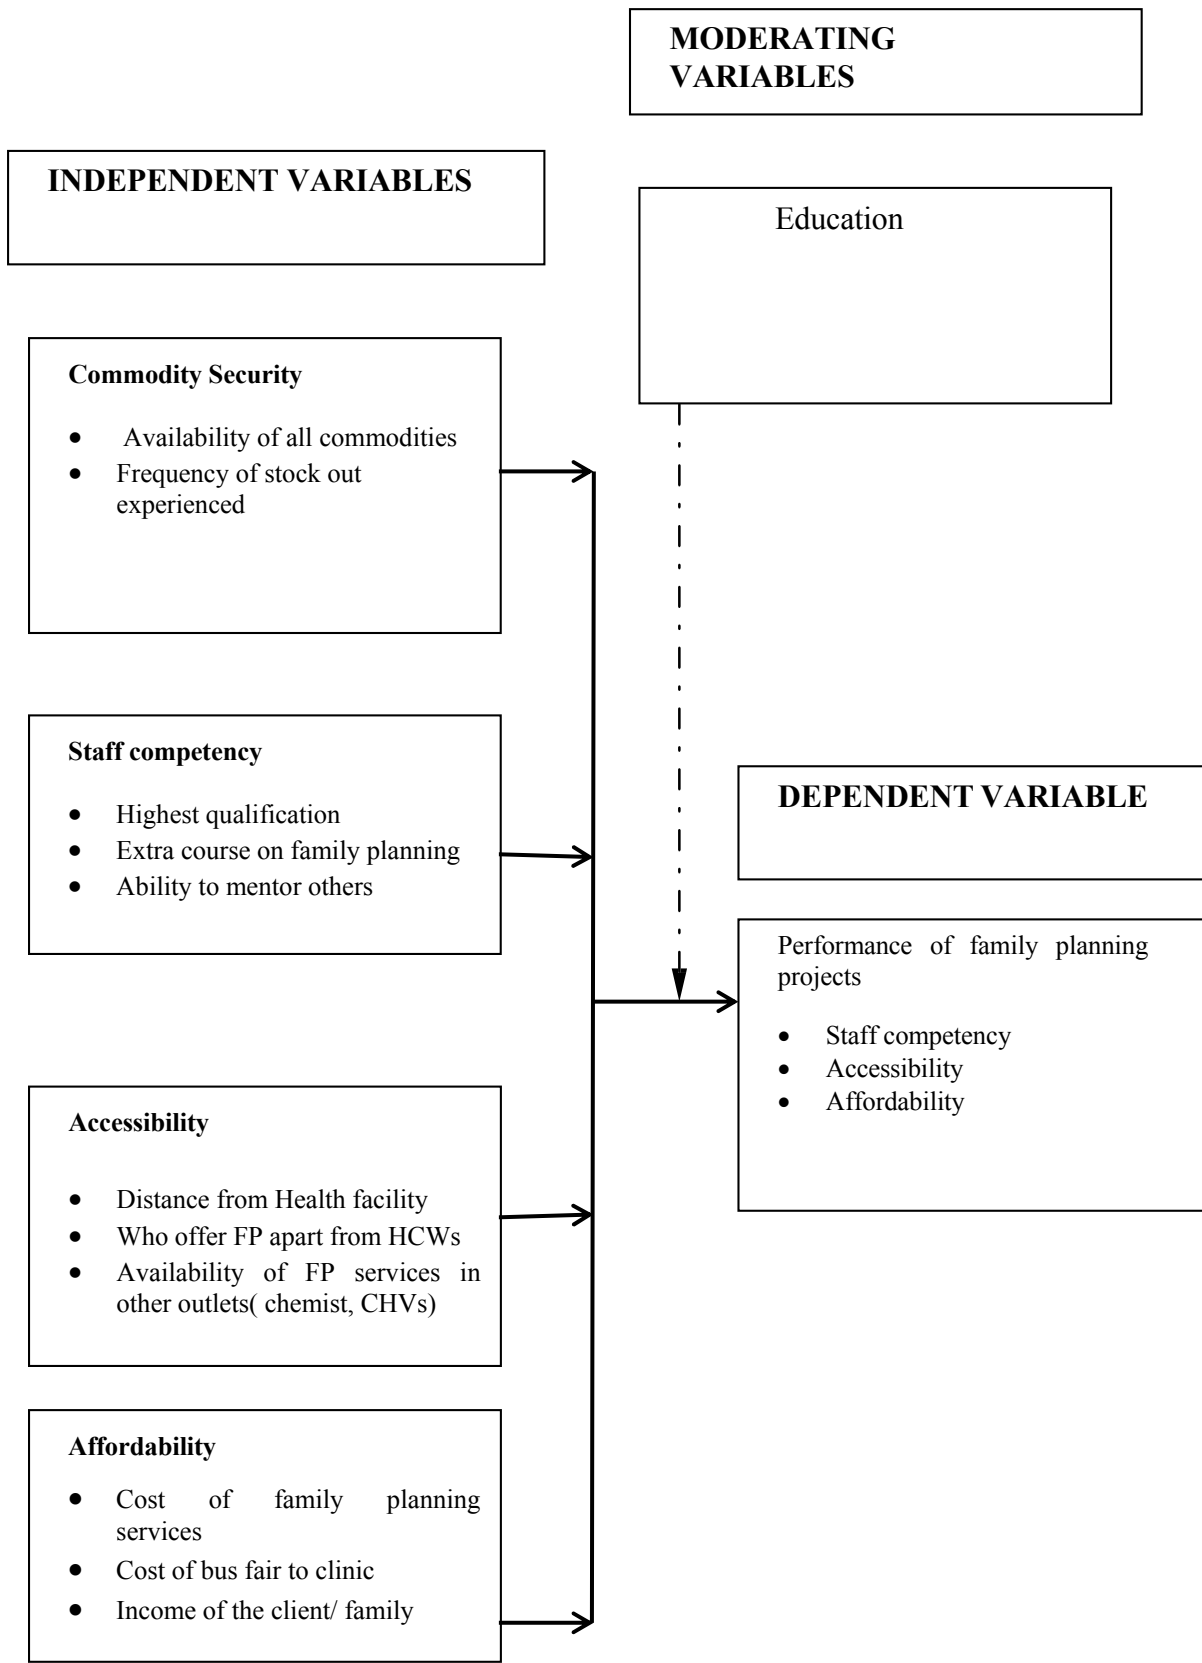 MODERATING
VARIABLES
INDEPENDENT VARIABLES
Education
Commodity Security
• Availability of all commodities
• Frequency of stock out
experienced
Staff competency
• Highest qualification
• Extra course on family planning
• Ability to mentor others
DEPENDENT VARIABLE
Performance of family planning
projects
• Staff competency
• Accessibility
• Affordability
Accessibility
• Distance from Health facility
• Who offer FP apart from HCWs
• Availability of FP services in
other outlets( chemist, CHVs)
Affordability
• Cost of family planning
services
• Cost of bus fair to clinic
• Income of the client/ family